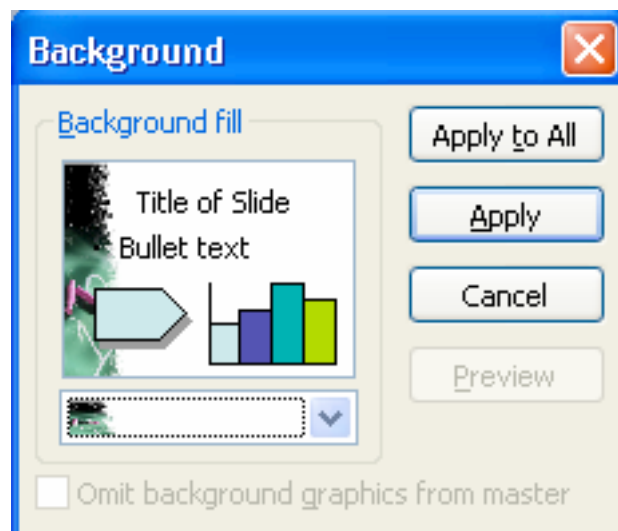 Background
Background fill
Title of Slide
Bullet text
Apply to All
Apply
Cancel
Preview
Omit background graphics from master